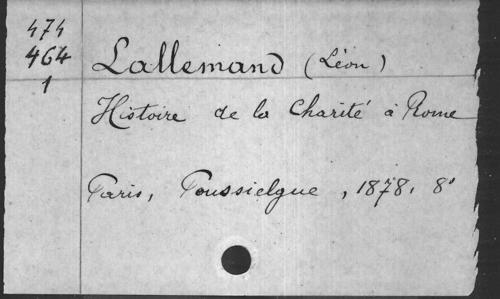 474
464
1
Lallemand (Léon)
Histoire de la Charité à Rome
Paris, Poussielgue, 1878. 8°